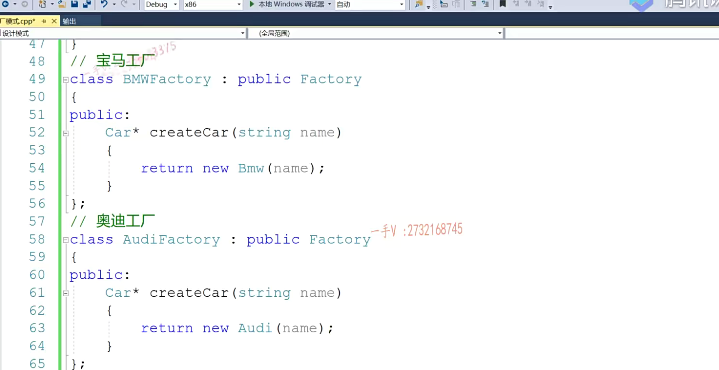 Debug x86 本地 Windows 调试器 自动
厂模式.cpp* 输出
设计模式 (全局范围)
47 }
48 // 宝马工厂
49 class BMWFactory : public Factory
50 {
51 public:
52 Car* createCar(string name)
53 {
54 return new Bmw(name);
55 }
56 };
57 // 奥迪工厂
58 class AudiFactory : public Factory
一手V :2732168745
59 {
60 public:
61 Car* createCar(string name)
62 {
63 return new Audi(name);
64 }
65 };